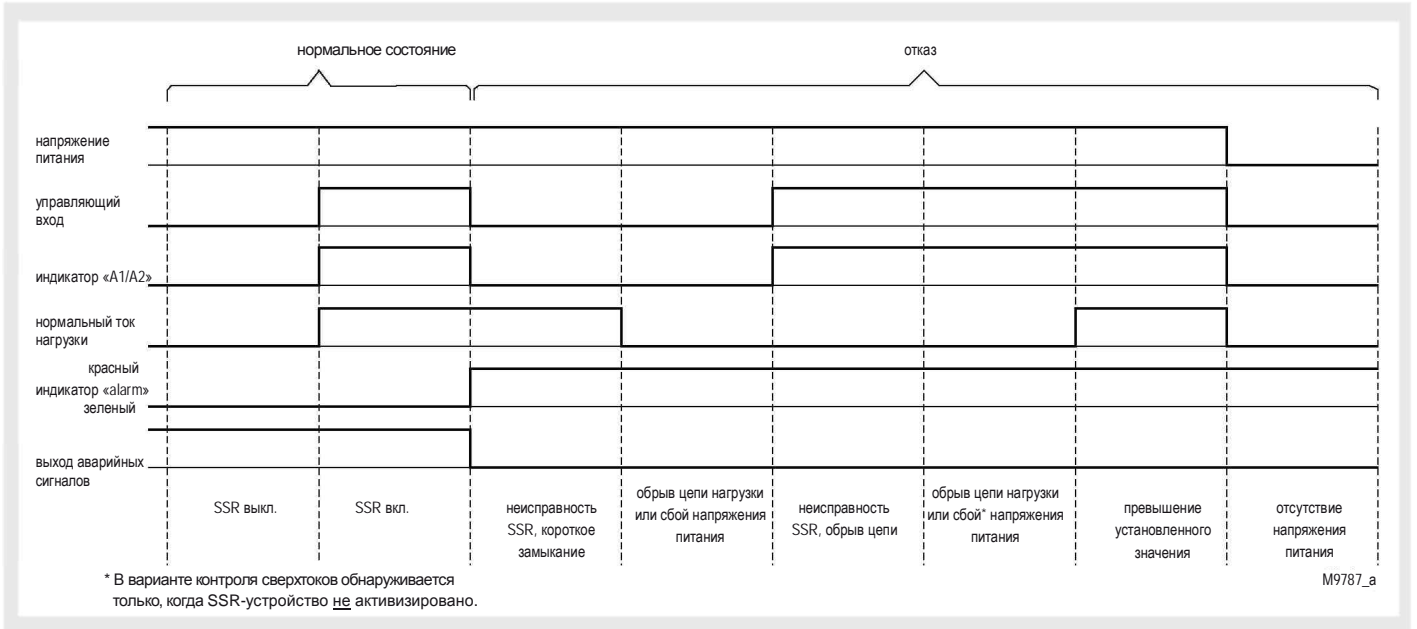 нормальное состояние
отказ
напряжение
питания
управляющий
вход
индикатор «A1/A2»
нормальный ток
нагрузки
красный
индикатор «alarm»
зеленый
выход аварийных
сигналов
SSR выкл.
SSR вкл.
неисправность
SSR, короткое
замыкание
обрыв цепи нагрузки
или сбой напряжения
питания
неисправность
SSR, обрыв цепи
обрыв цепи нагрузки
или сбой* напряжения
питания
превышение
установленного
значения
отсутствие
напряжения
питания
* В варианте контроля сверхтоков обнаруживается
только, когда SSR-устройство не активизировано.
M9787_a